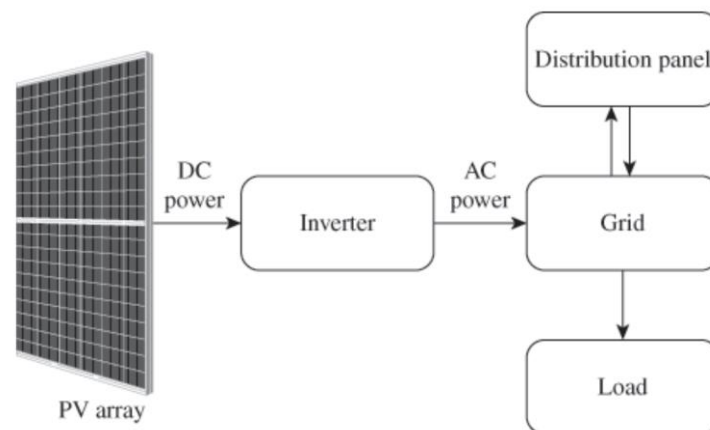 Distribution panel
DC
power
AC
power
Inverter
Grid
Load
PV array